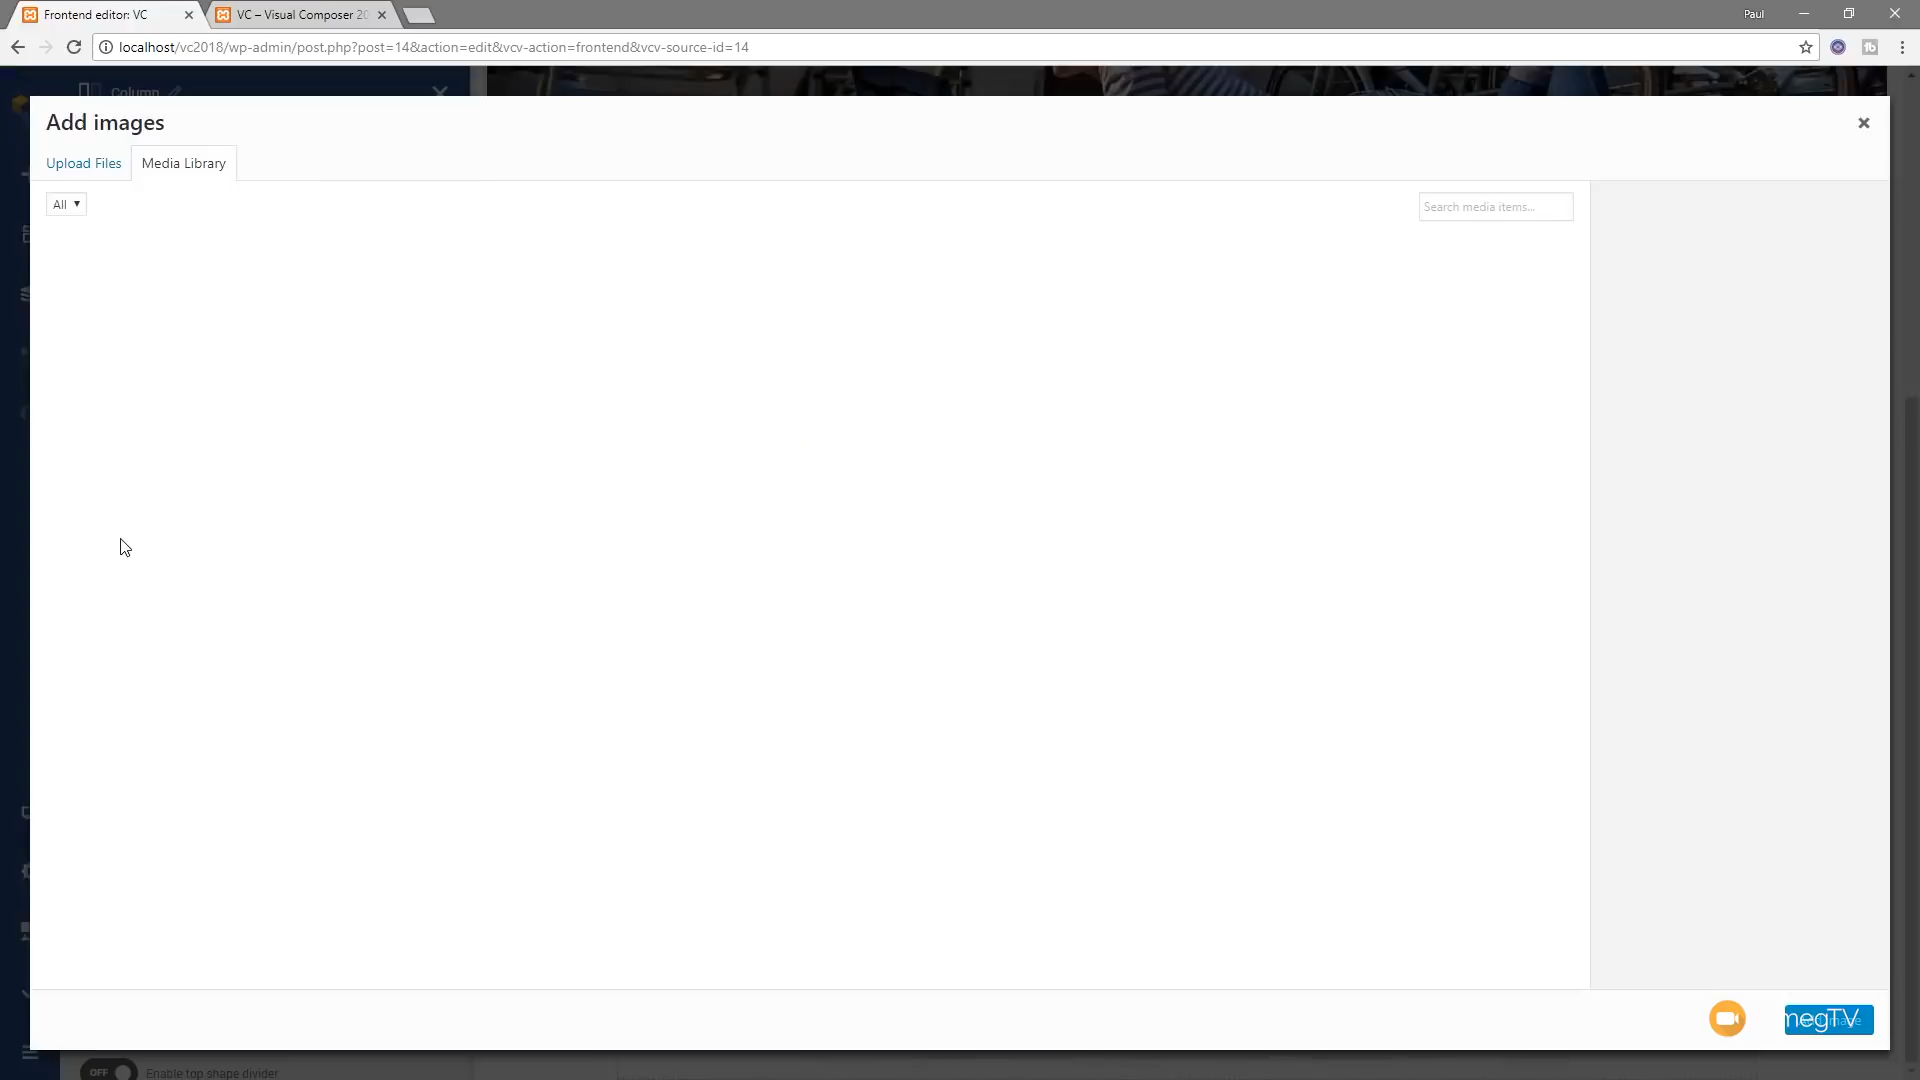 Frontend editor: VC
VC – Visual Composer 20
Paul
localhost/vc2018/wp-admin/post.php?post=14&action=edit&vcv-action=frontend&vcv-source-id=14
Column
Add images
Upload Files
Media Library
All
Search media items...
megTV
OFF
Enable top shape divider